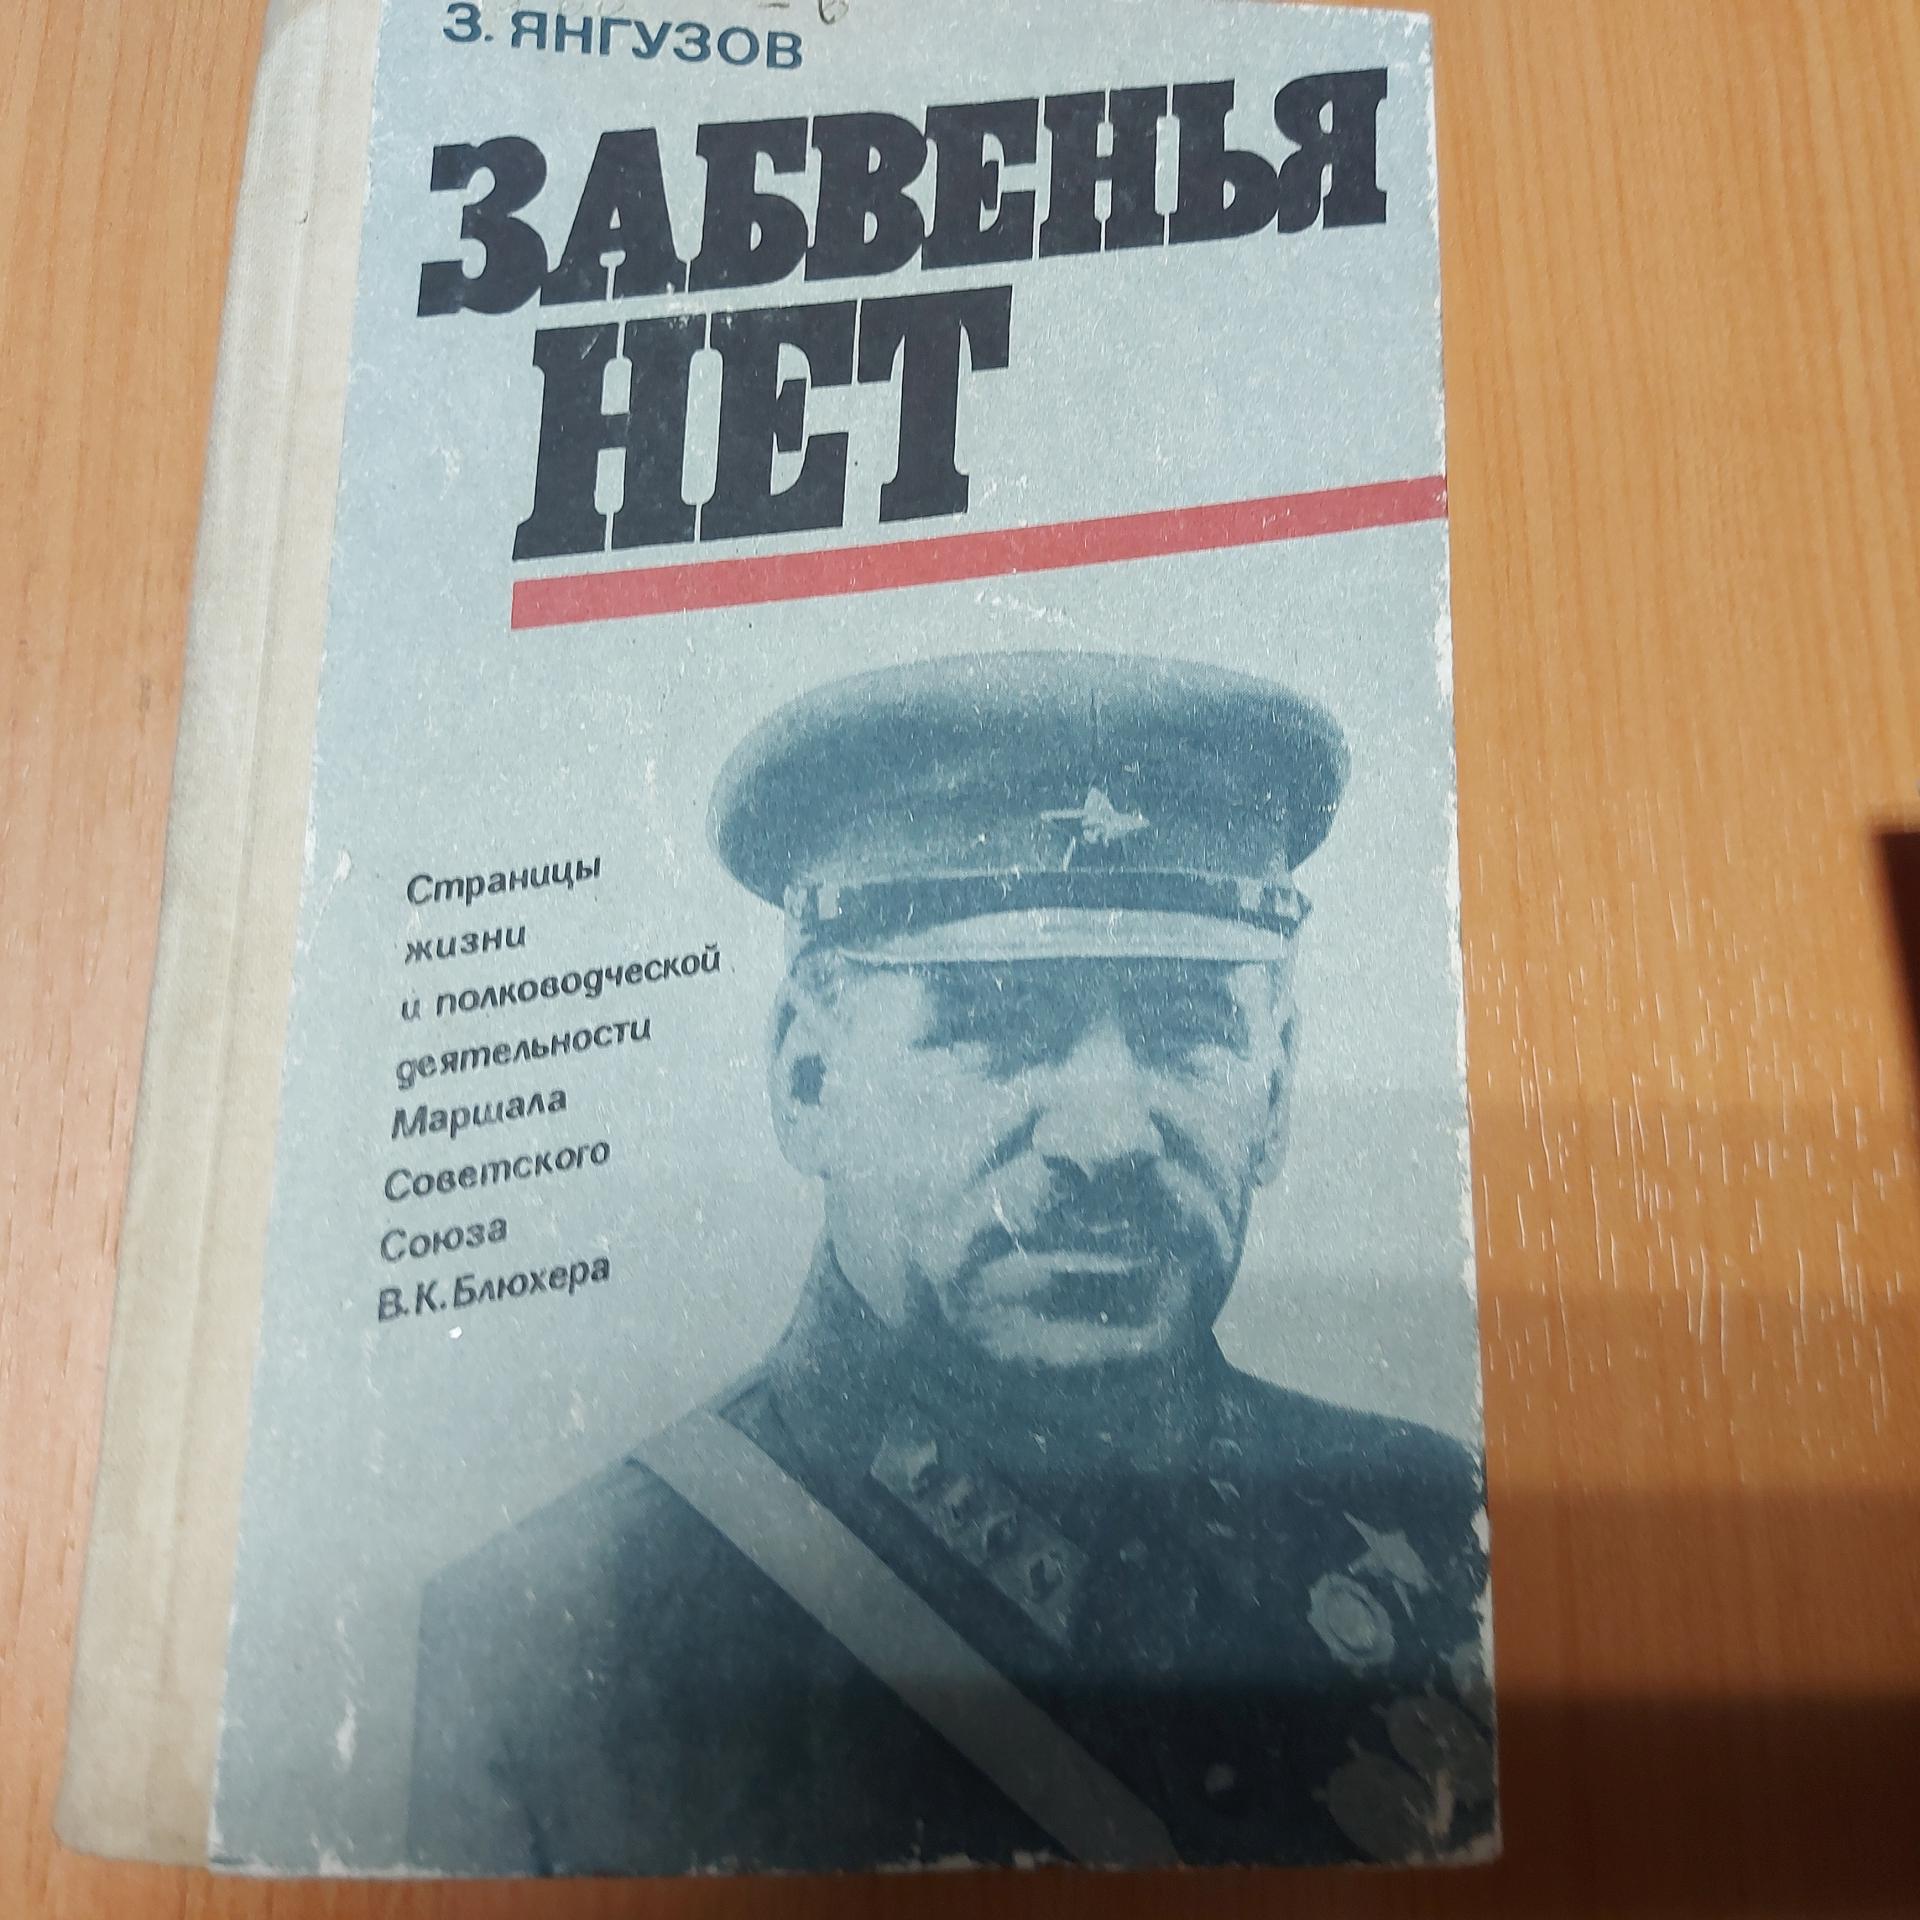 З. ЯНГУЗОВ
ЗАБВЕНЬЯ
НЕТ
Страницы
жизни
и полководческой
деятельности
Маршала
Советского
Союза
В.К.Блюхера